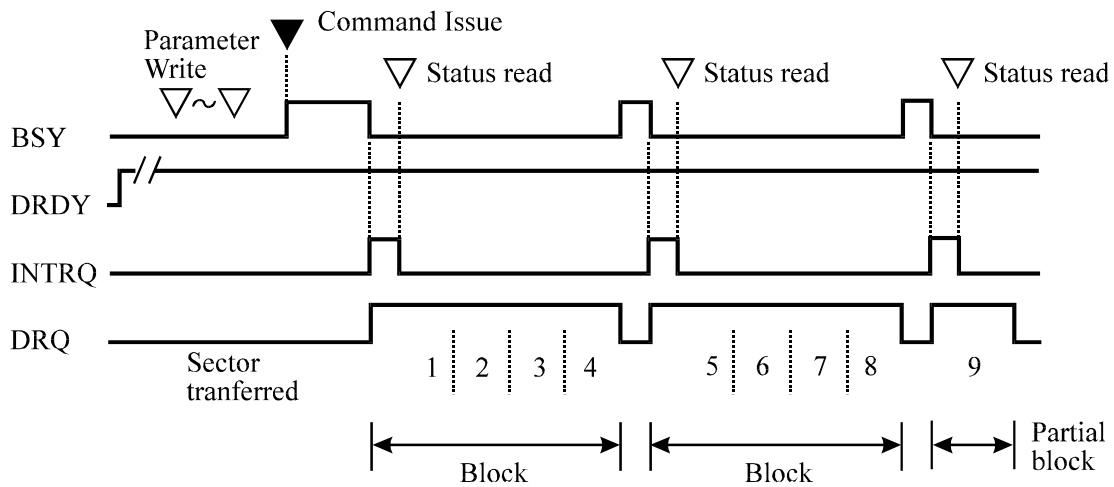 Command Issue
Parameter
Write
~
Status read
Status read
Status read
BSY
DRDY
INTRQ
DRQ
Sector
tranferred
1 2 3 4 5 6 7 8 9
Block
Block
Partial
block